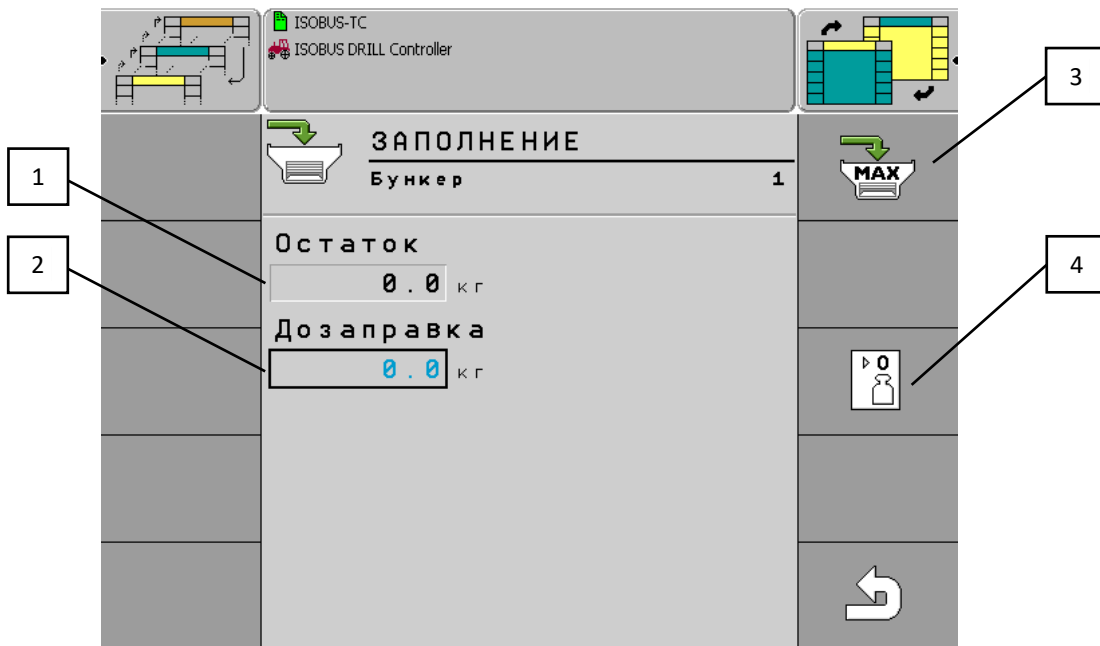 ISOBUS-TC
ISOBUS DRILL Controller
3
ЗАПОЛНЕНИЕ
Бункер 1
MAX
1
Остаток
0.0 кг
2
4
Дозаправка
0.0 кг
0